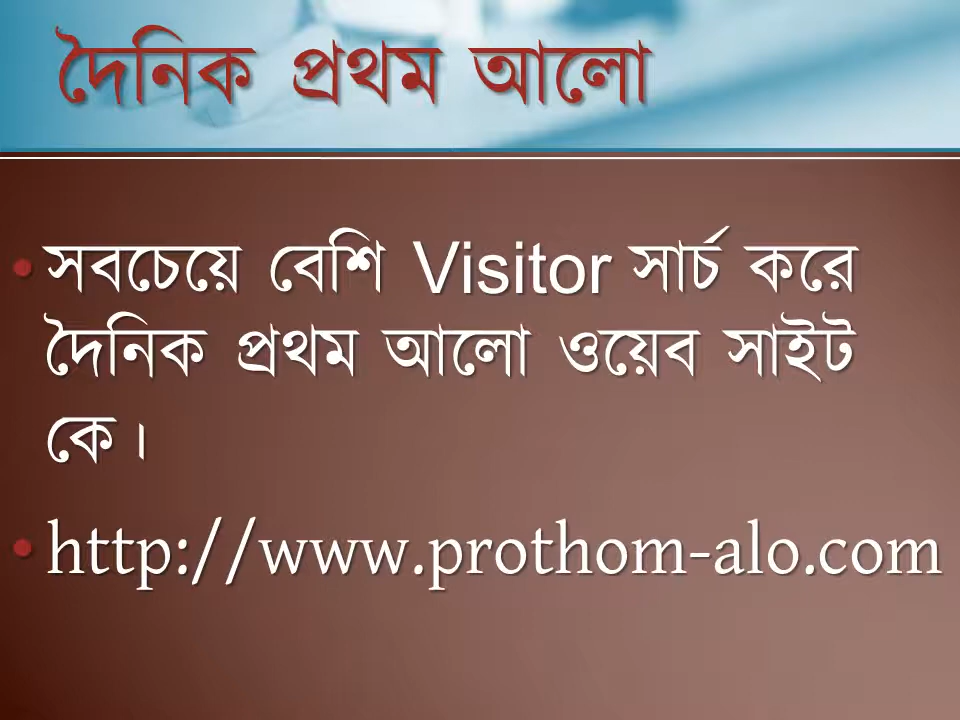 দৈনিক প্রথম আলো
সবচেয়ে বেশি Visitor সার্চ করে
দৈনিক প্রথম আলো ওয়েব সাইট
কে।
http://www.prothom-alo.com